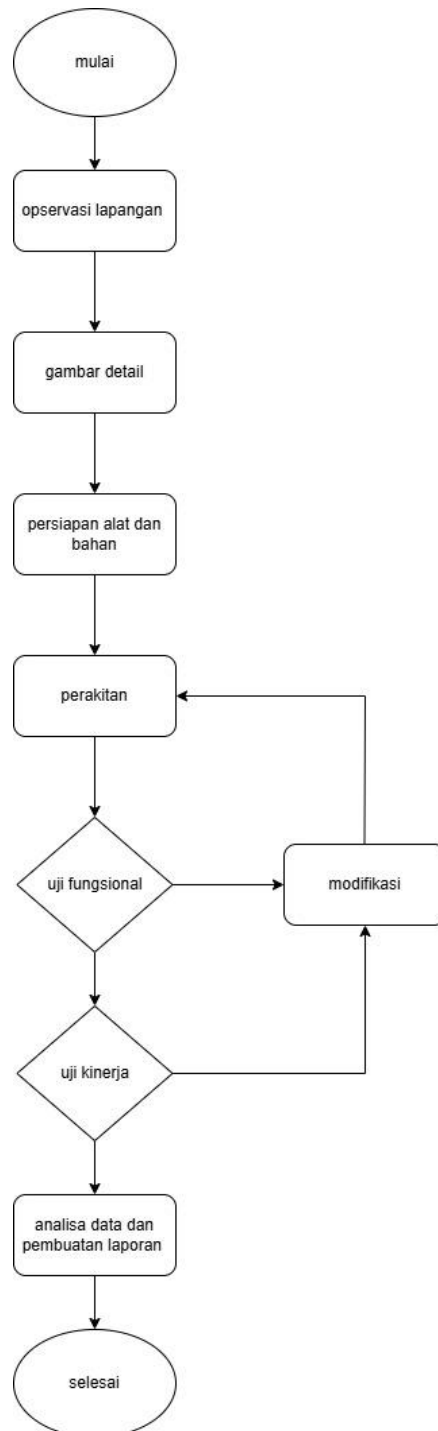 mulai
opservasi lapangan
gambar detail
persiapan alat dan
bahan
perakitan
uji fungsional
modifikasi
uji kinerja
analisa data dan
pembuatan laporan
selesai